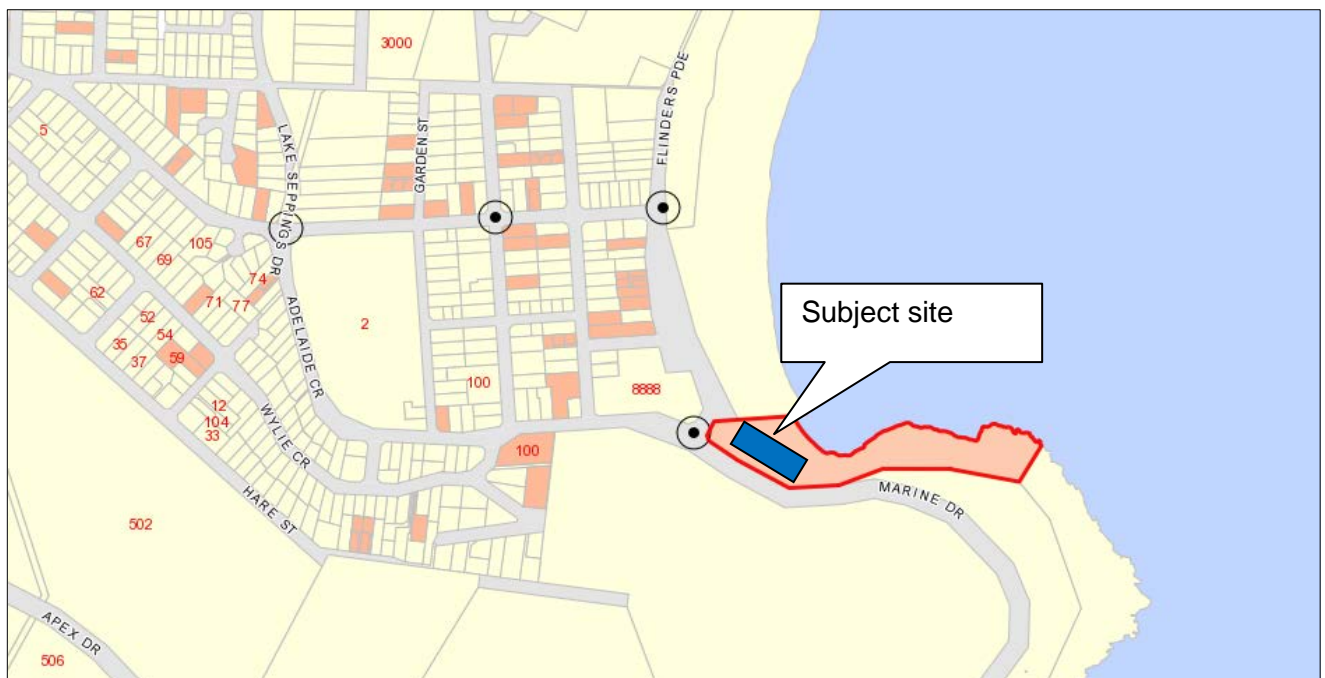 3000
FLINDERS PDE
5
LAKE SEPPINGS DR
GARDEN ST
67
105
69
74
62
71
77
52
54
35
59
37
ADELAIDE CR
2
Subject site
100
8888
12
104
33
WYLIE CR
100
HARE ST
MARINE DR
502
APEX DR
506